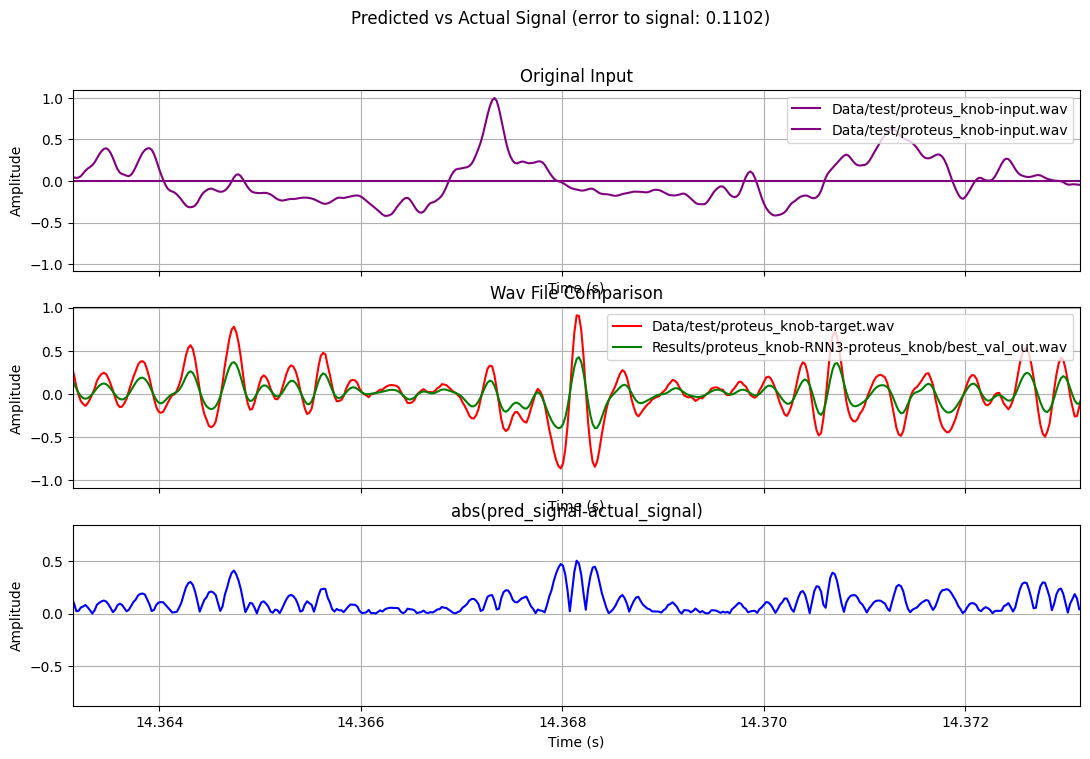 Predicted vs Actual Signal (error to signal: 0.1102)
Original Input
1.0
0.5
0.0
−0.5
−1.0
Amplitude
Data/test/proteus_knob-input.wav
Data/test/proteus_knob-input.wav
Time (s)
Wav File Comparison
1.0
0.5
0.0
−0.5
−1.0
Amplitude
Data/test/proteus_knob-target.wav
Results/proteus_knob-RNN3-proteus_knob/best_val_out.wav
Time (s)
abs(pred_signal-actual_signal)
0.5
0.0
−0.5
Amplitude
14.364 14.366 14.368 14.370 14.372
Time (s)